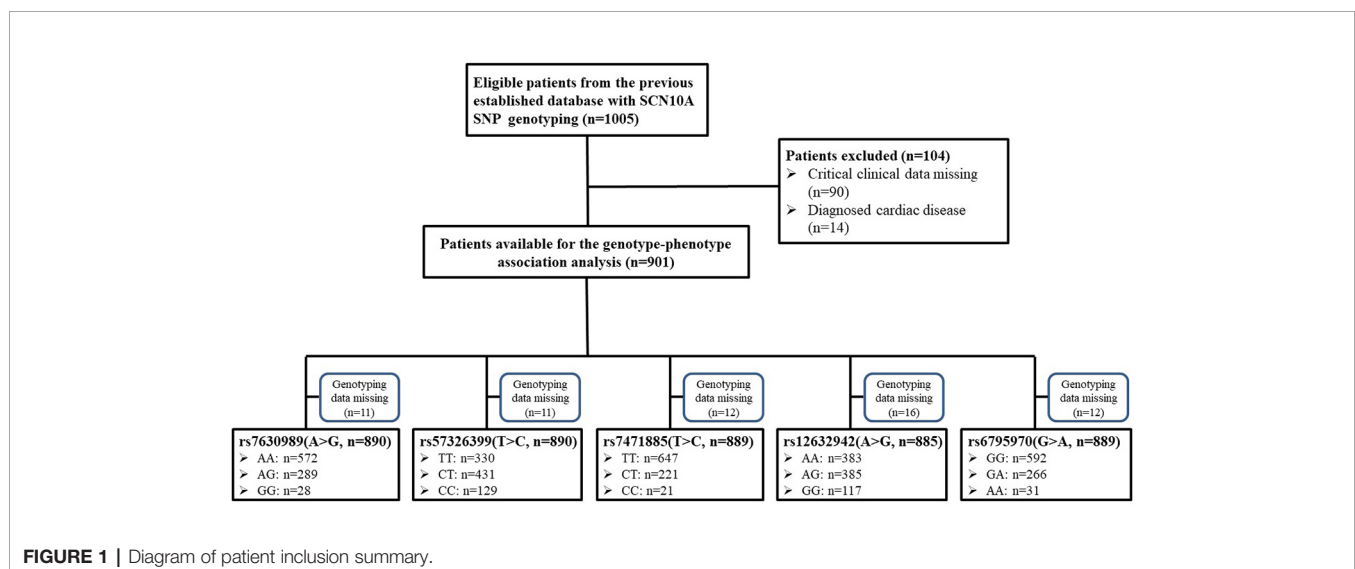 Eligible patients from the previous
established database with SCN10A
SNP genotyping (n=1005)
Patients excluded (n=104)
➢ Critical clinical data missing
(n=90)
➢ Diagnosed cardiac disease
(n=14)
Patients available for the genotype-phenotype
association analysis (n=901)
Genotyping
data missing
(n=11)
Genotyping
data missing
(n=11)
Genotyping
data missing
(n=12)
Genotyping
data missing
(n=16)
Genotyping
data missing
(n=12)
rs7630989(A>G, n=890)
➢ AA: n=572
➢ AG: n=289
➢ GG: n=28
rs57326399(T>C, n=890)
➢ TT: n=330
➢ CT: n=431
➢ CC: n=129
rs7471885(T>C, n=889)
➢ TT: n=647
➢ CT: n=221
➢ CC: n=21
rs12632942(A>G, n=885)
➢ AA: n=383
➢ AG: n=385
➢ GG: n=117
rs6795970(G>A, n=889)
➢ GG: n=592
➢ GA: n=266
➢ AA: n=31
FIGURE 1 | Diagram of patient inclusion summary.